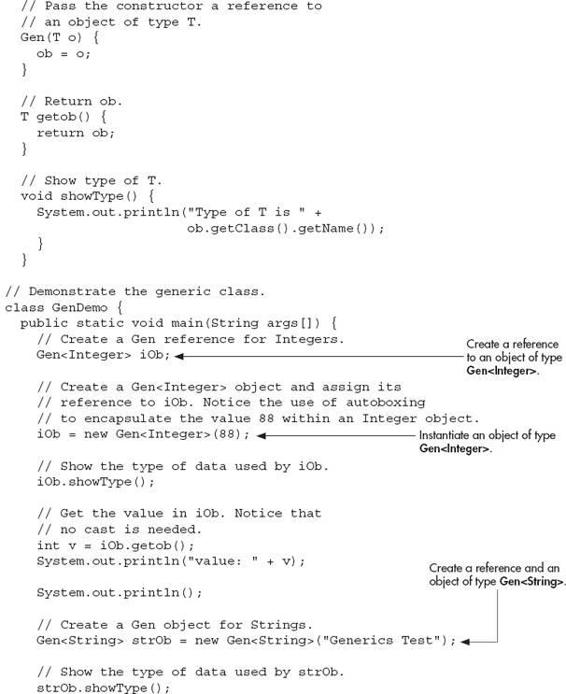 // Pass the constructor a reference to
// an object of type T.
Gen(T o) {
ob = o;
}
// Return ob.
T getob() {
return ob;
}
// Show type of T.
void showType() {
System.out.println("Type of T is " +
ob.getClass().getName());
}
}
// Demonstrate the generic class.
class GenDemo {
public static void main(String args[]) {
// Create a Gen reference for Integers.
Gen<Integer> iOb;
Create a reference
to an object of type
Gen<Integer>.
// Create a Gen<Integer> object and assign its
// reference to iOb. Notice the use of autoboxing
// to encapsulate the value 88 within an Integer object.
iOb = new Gen<Integer>(88);
Instantiate an object of type
Gen<Integer>.
// Show the type of data used by iOb.
iOb.showType();
// Get the value in iOb. Notice that
// no cast is needed.
int v = iOb.getob();
System.out.println("value: " + v);
System.out.println();
Create a reference and an
object of type Gen<String>.
// Create a Gen object for Strings.
Gen<String> strOb = new Gen<String>("Generics Test");
// Show the type of data used by strOb.
strOb.showType();